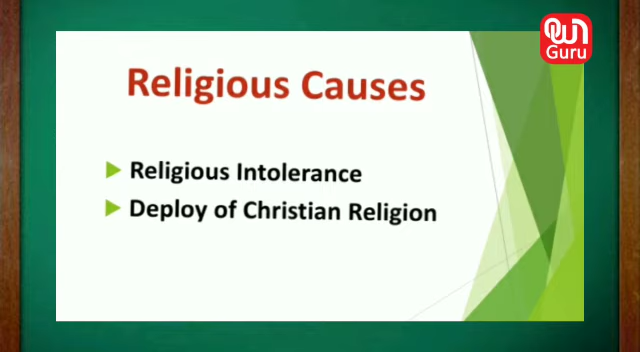 Guru
Religious Causes
Religious Intolerance
Deploy of Christian Religion